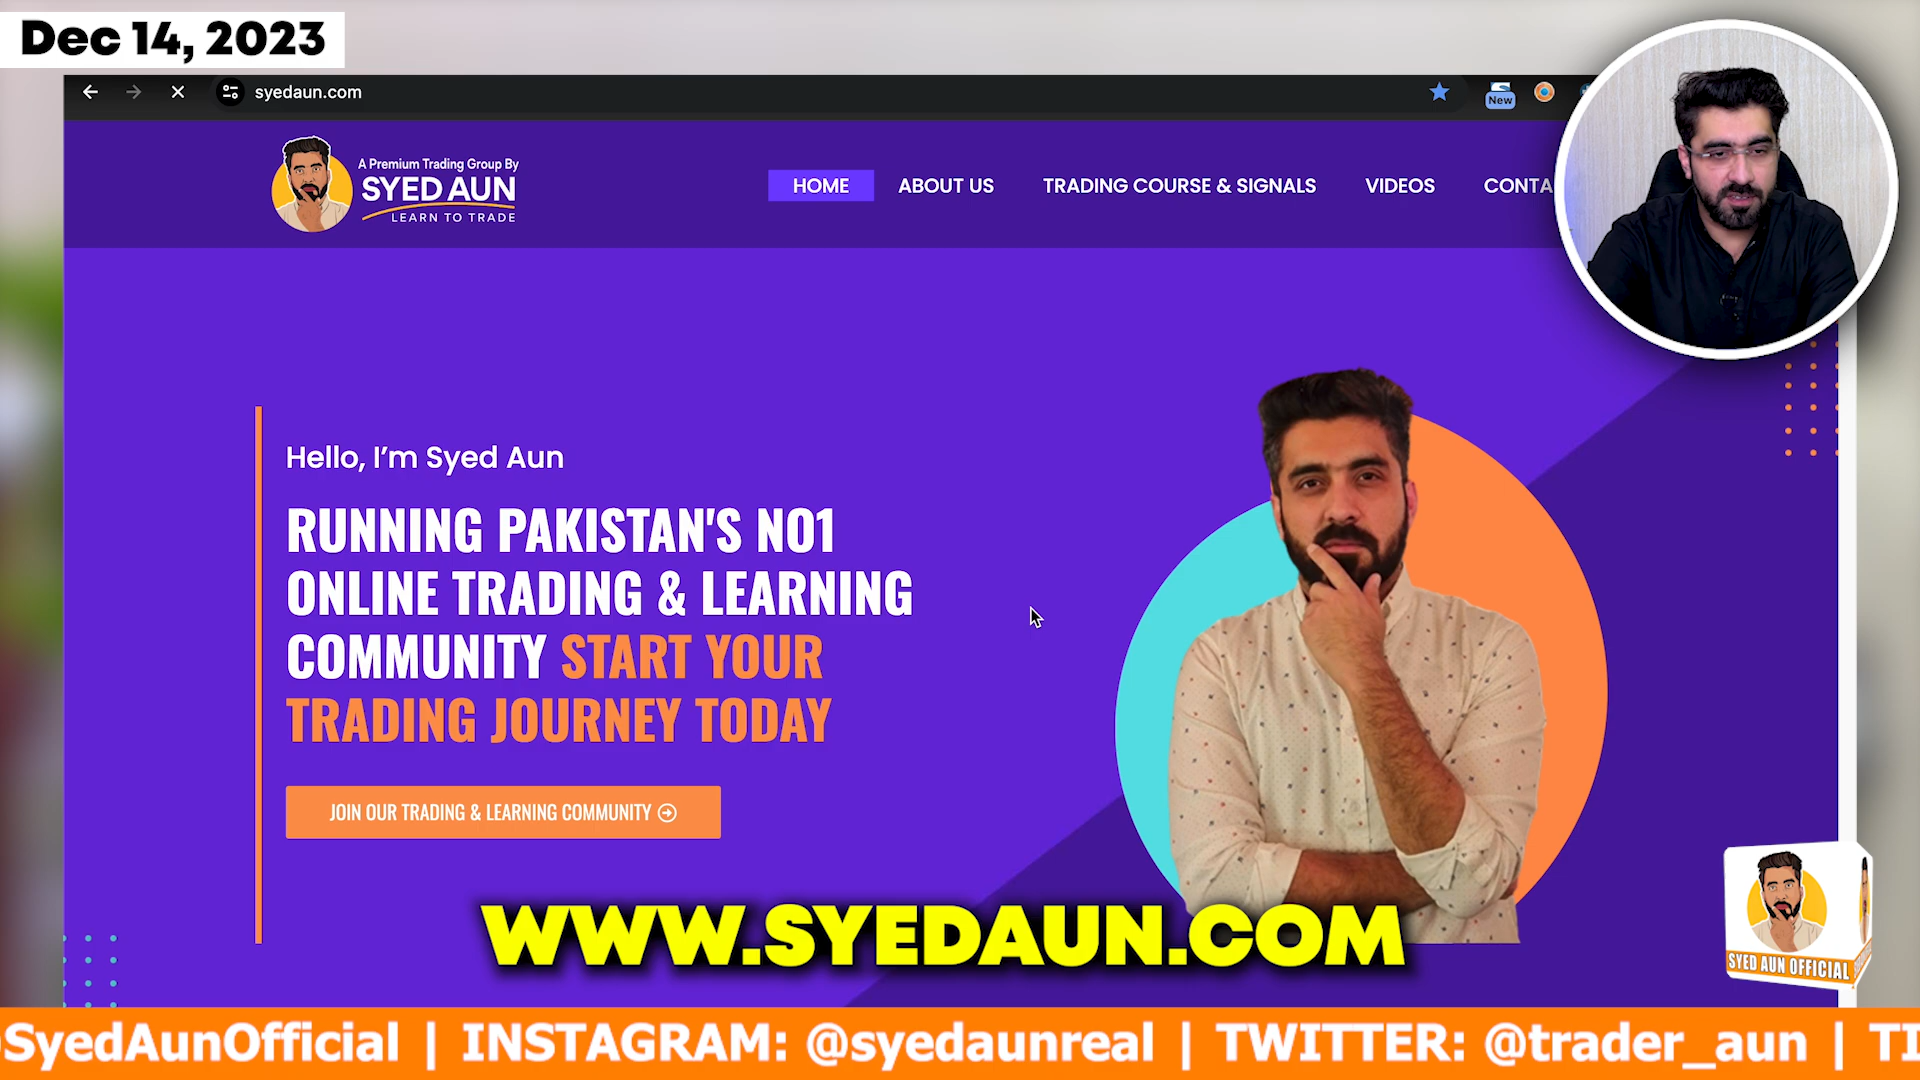 Dec 14, 2023
syedaun.com
New
A Premium Trading Group By
SYED AUN
LEARN TO TRADE
HOME
ABOUT US
TRADING COURSE & SIGNALS
VIDEOS
CONTA
Hello, I'm Syed Aun
RUNNING PAKISTAN'S NO1
ONLINE TRADING & LEARNING
COMMUNITY START YOUR
TRADING JOURNEY TODAY
JOIN OUR TRADING & LEARNING COMMUNITY
WWW.SYEDAUN.COM
SYED AUN OFFICIAL
SyedAunOfficial | INSTAGRAM: @syedaunreal | TWITTER: @trader_aun | TI